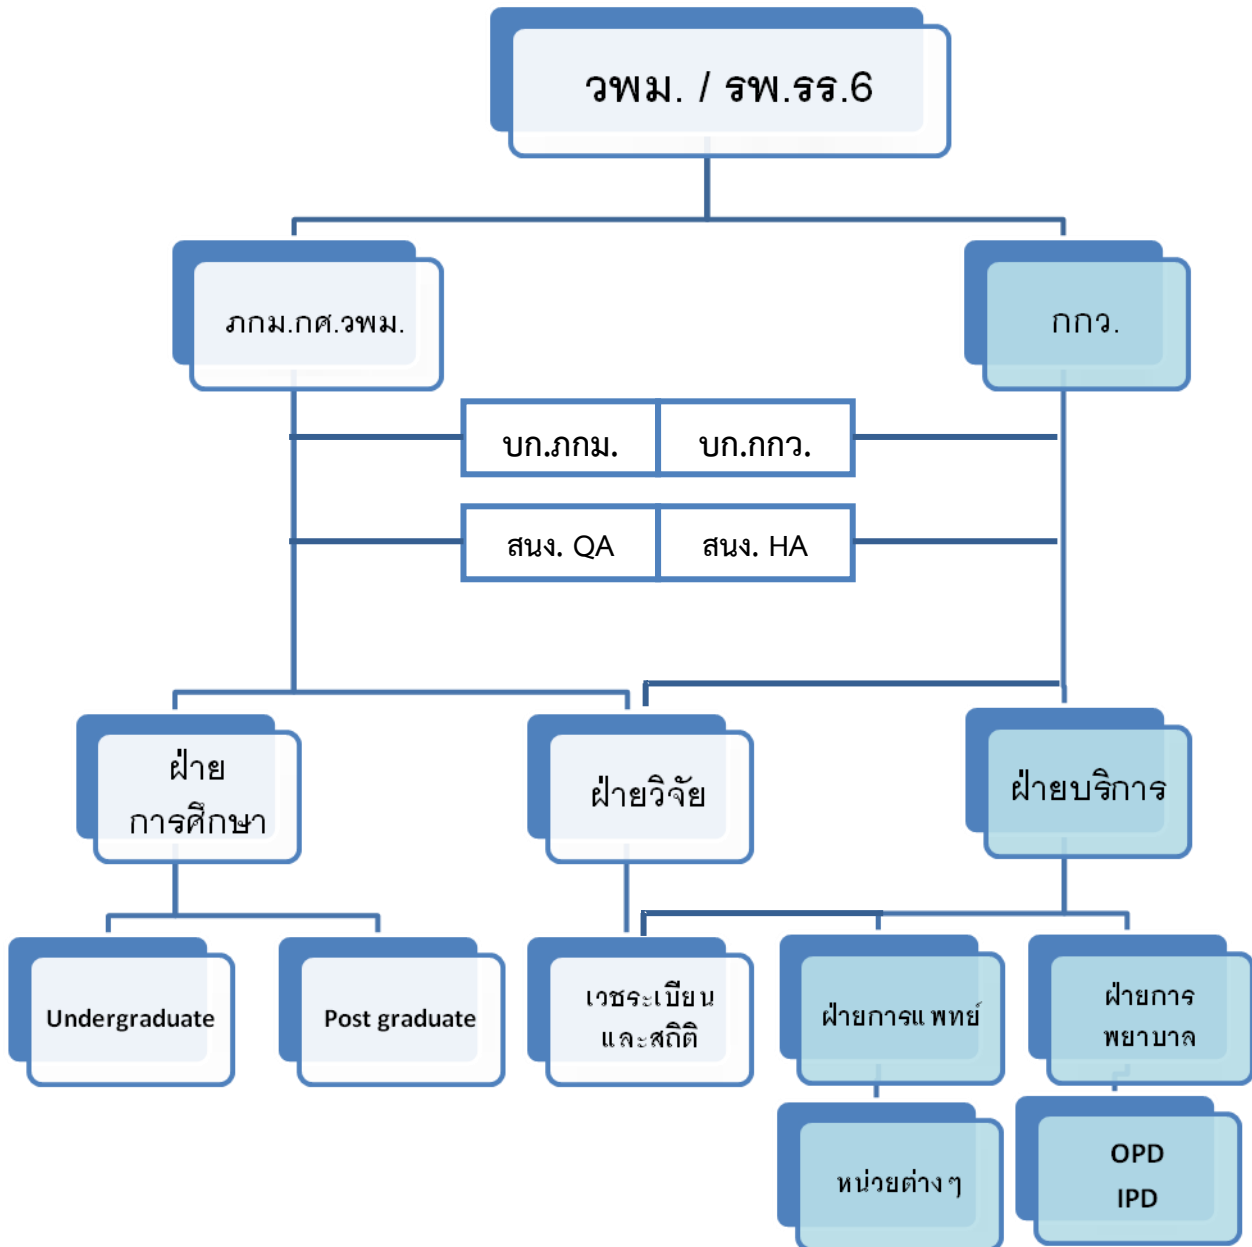 วพม. / รพ.รร.6
ภกม.กศ.วพม.
กกว.
บก.ภกม.
บก.กกว.
สนง. QA
สนง. HA
ฝ่าย
การศึกษา
ฝ่ายวิจัย
ฝ่ายบริการ
Undergraduate
Post graduate
เวชระเบียน
และสถิติ
ฝ่ายการแพทย์
ฝ่ายการ
พยาบาล
หน่วยต่างๆ
OPD
IPD